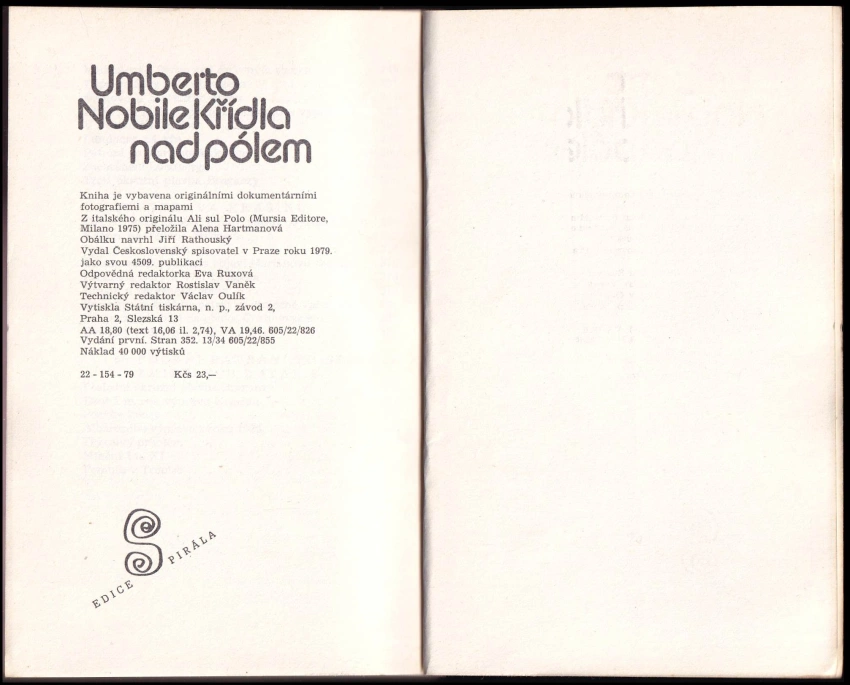 Umberto
Nobile Křídla
nad pólem
Kniha je vybavena originálními dokumentárními
fotografiemi a mapami
Z italského originálu Ali sul Polo (Mursia Editore,
Milano 1975) přeložila Alena Hartmanová
Obálku navrhl Jiří Rathouský
Vydal Československý spisovatel v Praze roku 1979.
jako svou 4509. publikaci
Odpovědná redaktorka Eva Ruxová
Výtvarný redaktor Rostislav Vaněk
Technický redaktor Václav Oulík
Vytiskla Státní tiskárna, n. p., závod 2,
Praha 2, Slezská 13
AA 18,80 (text 16,06 il. 2,74), VA 19,46. 605/22/826
Vydání první. Stran 352. 13/34 605/22/855
Náklad 40 000 výtisků
22 - 154 - 79 Kčs 23,—
EDICE SPIRÁLA